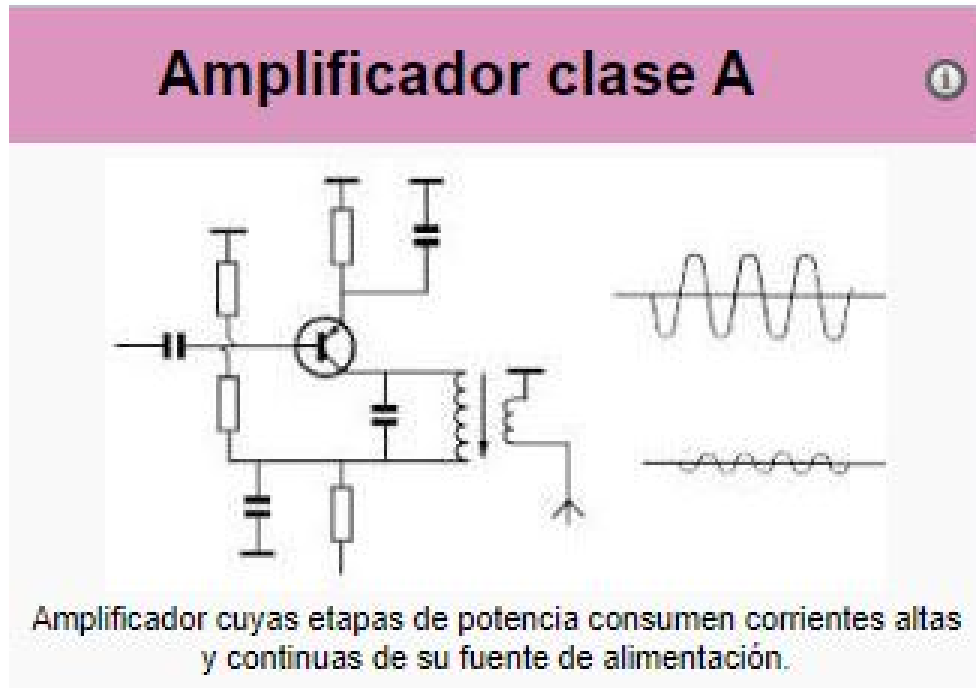 Amplificador clase A
Amplificador cuyas etapas de potencia consumen corrientes altas
y continuas de su fuente de alimentación.